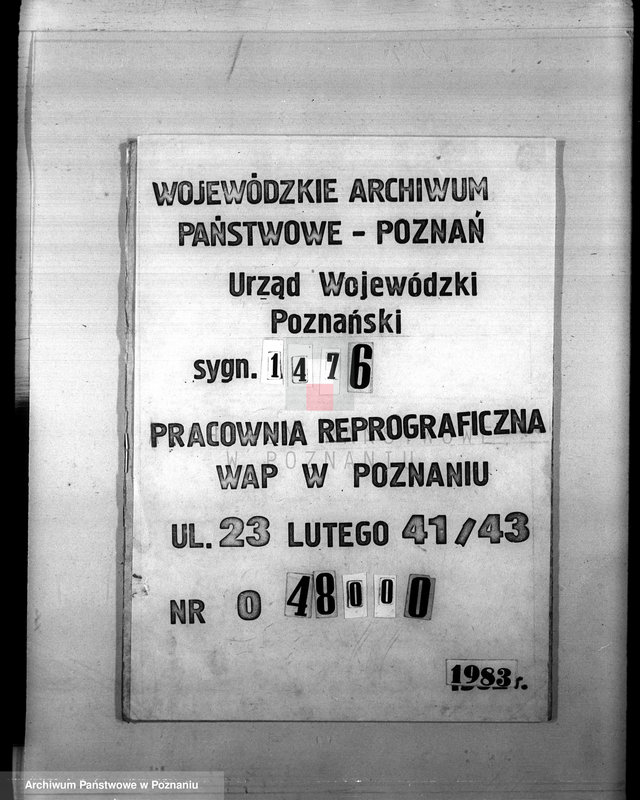 WOJEWÓDZKIE ARCHIWUM
PAŃSTWOWE - POZNAŃ
Urząd Wojewódzki
Poznański
sygn. 1476
PRACOWNIA REPROGRAFICZNA
W POZNANIU
WAP W POZNANIU
UL. 23 LUTEGO 41/43
NR O 48000
1983 r.
Archiwum Państwowe w Poznaniu